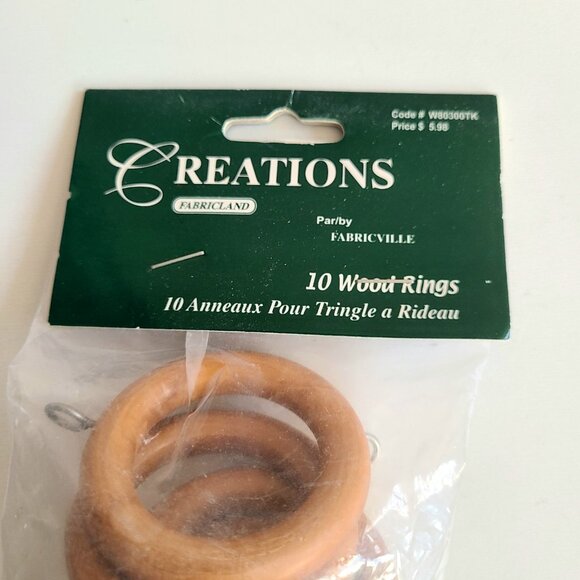 Code # W80300TK
Price $ 5.98
CREATIONS
FABRICLAND
Par/by
FABRICVILLE
10 Wood Rings
10 Anneaux Pour Tringle a Rideau